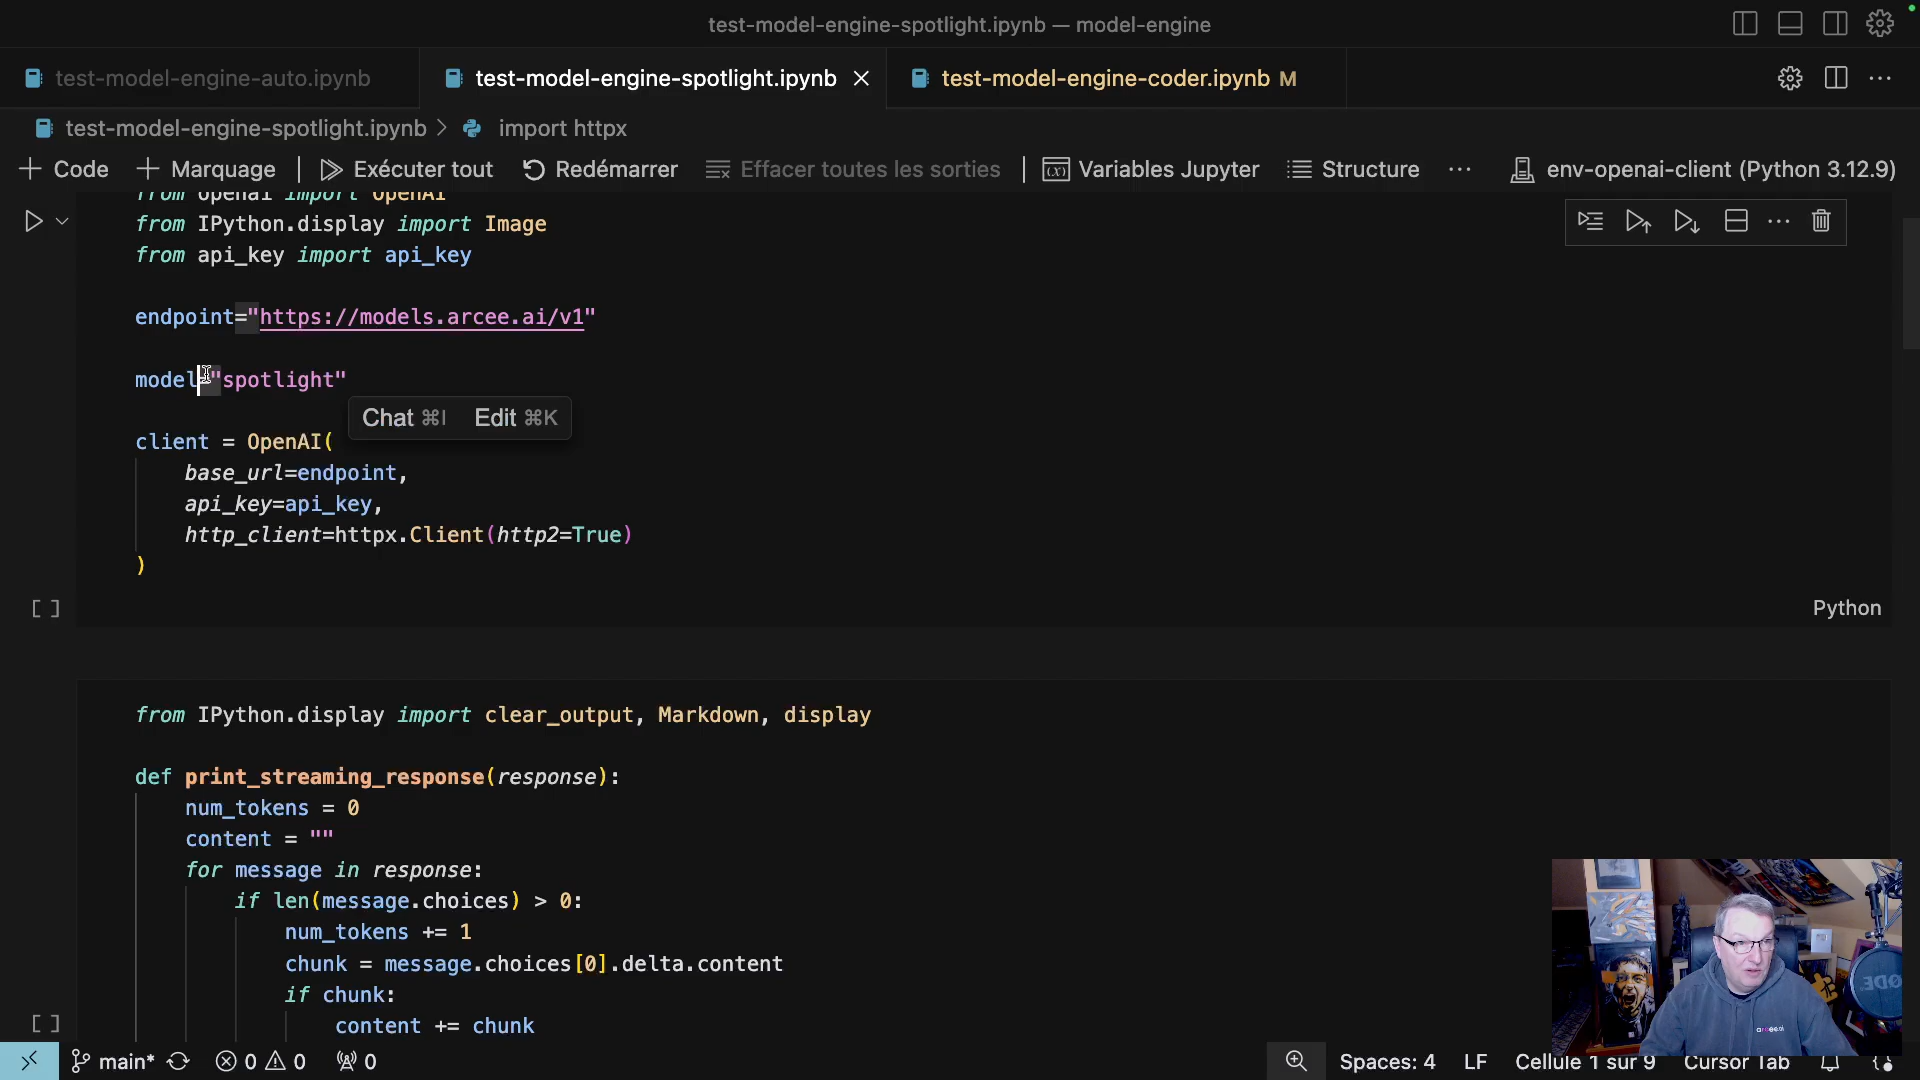 test-model-engine-spotlight.ipynb — model-engine
test-model-engine-auto.ipynb
test-model-engine-spotlight.ipynb
test-model-engine-coder.ipynb M
test-model-engine-spotlight.ipynb > import httpx
+ Code + Marquage Exécuter tout Redémarrer Effacer toutes les sorties Variables Jupyter Structure ... env-openai-client (Python 3.12.9)
from openai import OpenAI
from IPython.display import Image
from api_key import api_key
endpoint="https://models.arcee.ai/v1"
model="spotlight"
Chat ⌘I Edit ⌘K
client = OpenAI(
base_url=endpoint,
api_key=api_key,
http_client=httpx.Client(http2=True)
)
[ ]
Python
from IPython.display import clear_output, Markdown, display
def print_streaming_response(response):
num_tokens = 0
content = ""
for message in response:
if len(message.choices) > 0:
num_tokens += 1
chunk = message.choices[0].delta.content
if chunk:
content += chunk
[ ]
arcee.ai
main* 0 0 0 Spaces: 4 LF Cellule 1 sur 9 Cursor Tab